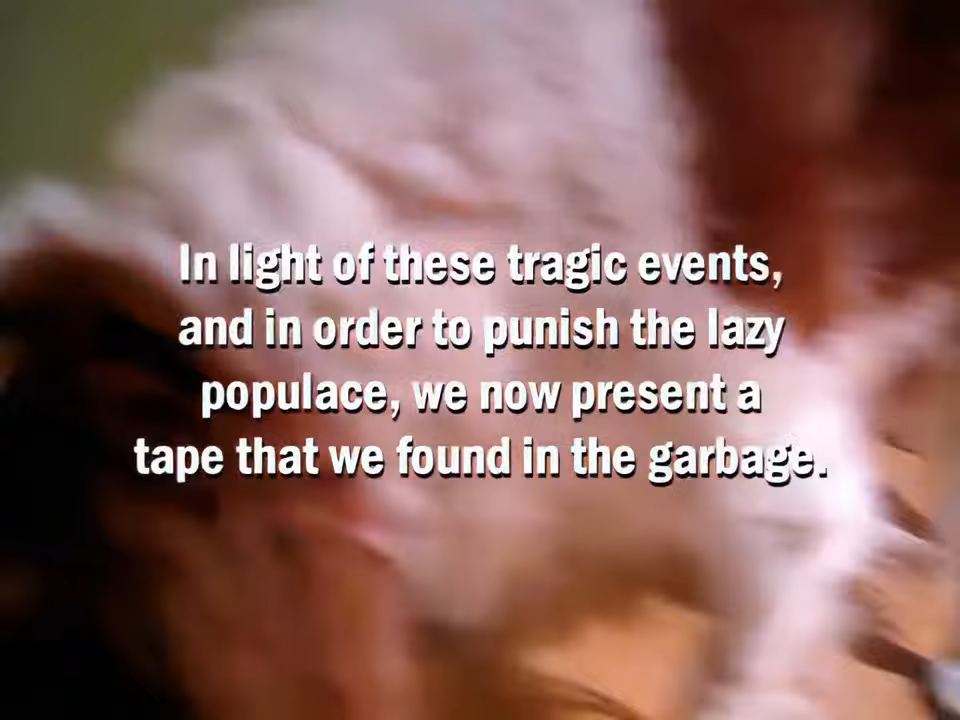 In light of these tragic events,
and in order to punish the lazy
populace, we now present a
tape that we found in the garbage.